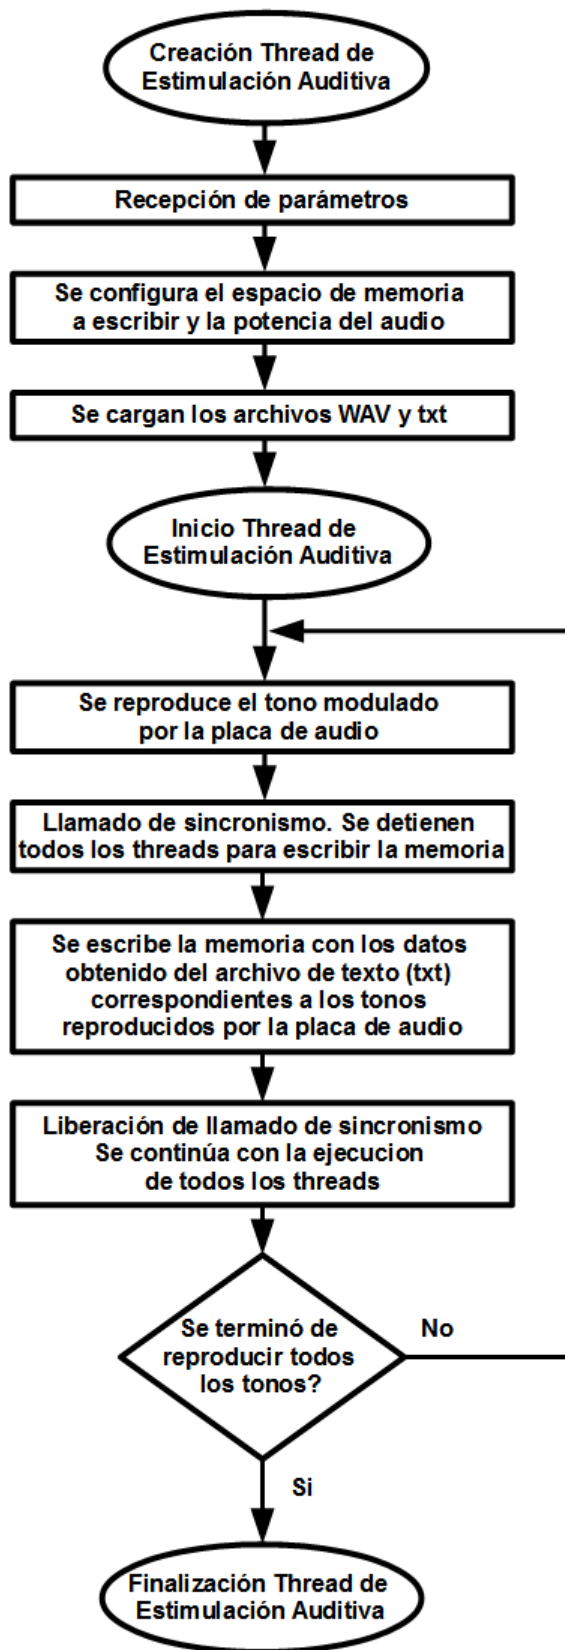 Creación Thread de
Estimulación Auditiva
Recepción de parámetros
Se configura el espacio de memoria
a escribir y la potencia del audio
Se cargan los archivos WAV y txt
Inicio Thread de
Estimulación Auditiva
Se reproduce el tono modulado
por la placa de audio
Llamado de sincronismo. Se detienen
todos los threads para escribir la memoria
Se escribe la memoria con los datos
obtenido del archivo de texto (txt)
correspondientes a los tonos
reproducidos por la placa de audio
Liberación de llamado de sincronismo
Se continúa con la ejecucion
de todos los threads
Se terminó de
reproducir todos
los tonos?
No
Si
Finalización Thread de
Estimulación Auditiva